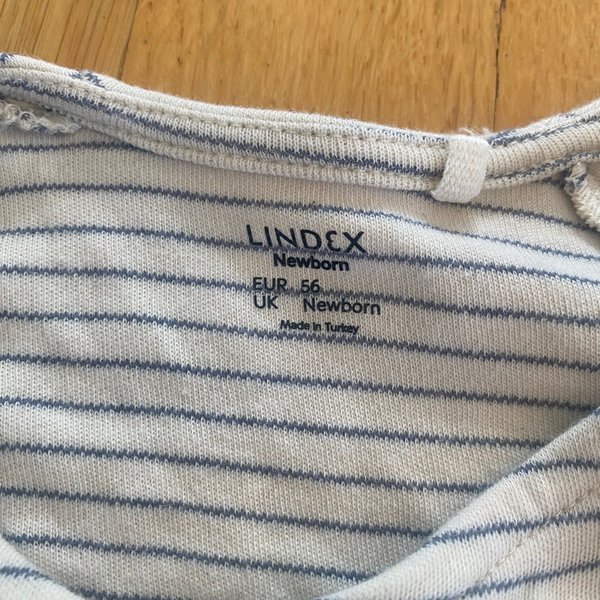 LINDEX
Newborn
EUR 56
UK Newborn
Made in Turkey